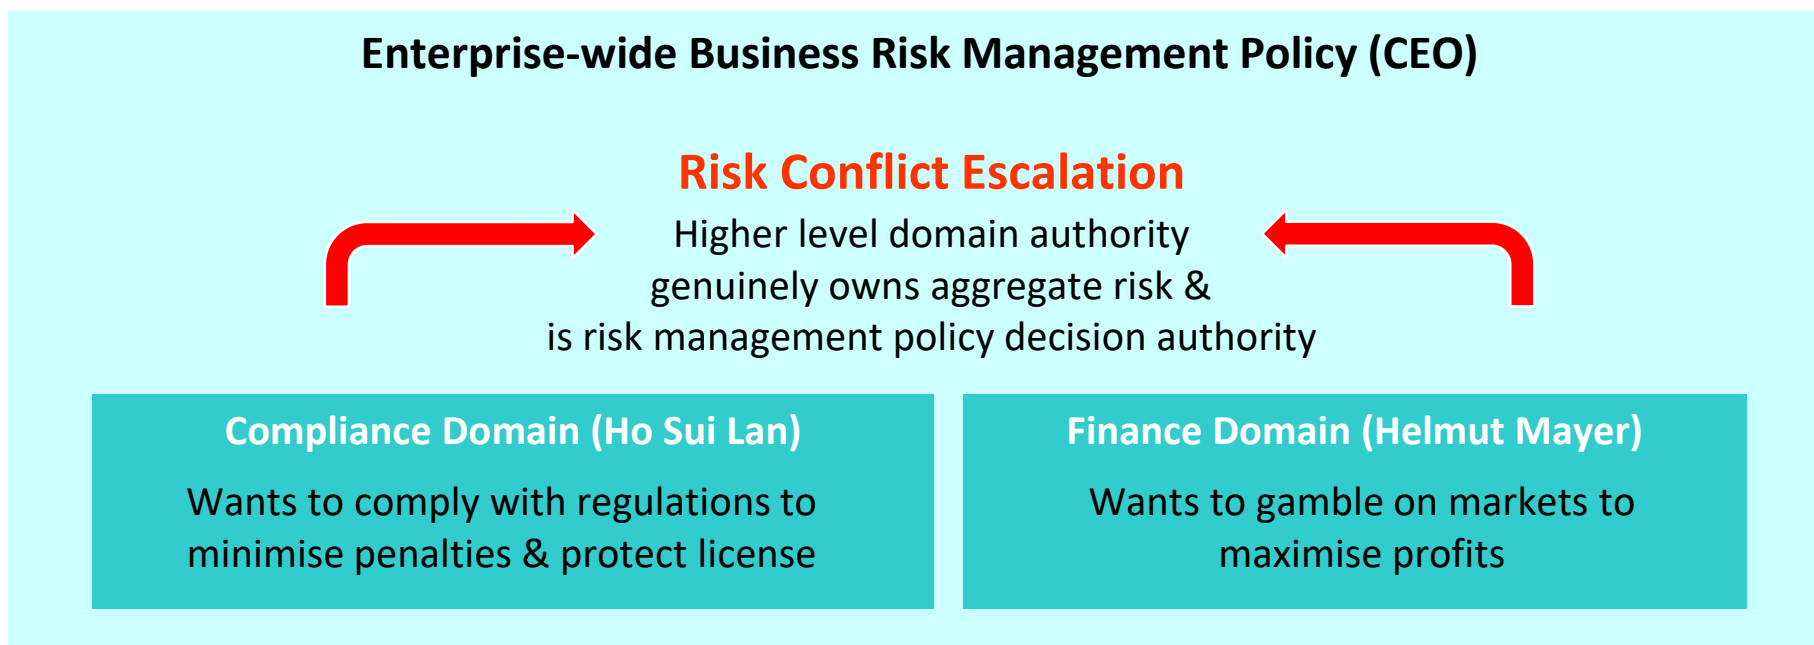 Enterprise-wide Business Risk Management Policy (CEO)
Risk Conflict Escalation
Higher level domain authority
genuinely owns aggregate risk &
is risk management policy decision authority
Compliance Domain (Ho Sui Lan)
Wants to comply with regulations to
minimise penalties & protect license
Finance Domain (Helmut Mayer)
Wants to gamble on markets to
maximise profits